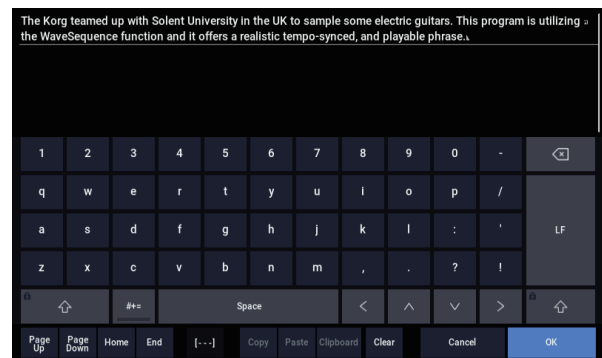 The Korg teamed up with Solent University in the UK to sample some electric guitars. This program is utilizing
the WaveSequence function and it offers a realistic tempo-synced, and playable phrase.
1 2 3 4 5 6 7 8 9 0 -
q w e r t y u i o p /
a s d f g h j k l : ' LF
z x c v b n m , . ? !
#+= Space < ^ v >
Page Up Page Down Home End [---] Copy Paste Clipboard Clear Cancel OK